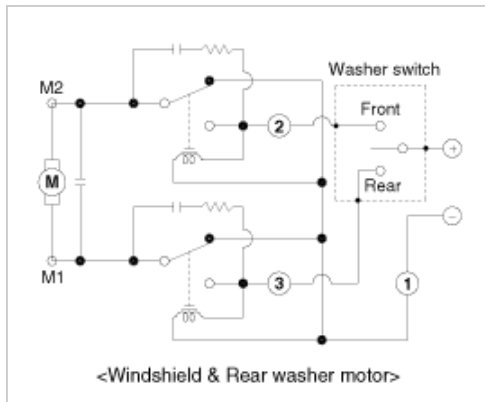 M2
Washer switch
Front
2
+
M
Rear
−
M1
3
1
<Windshield & Rear washer motor>